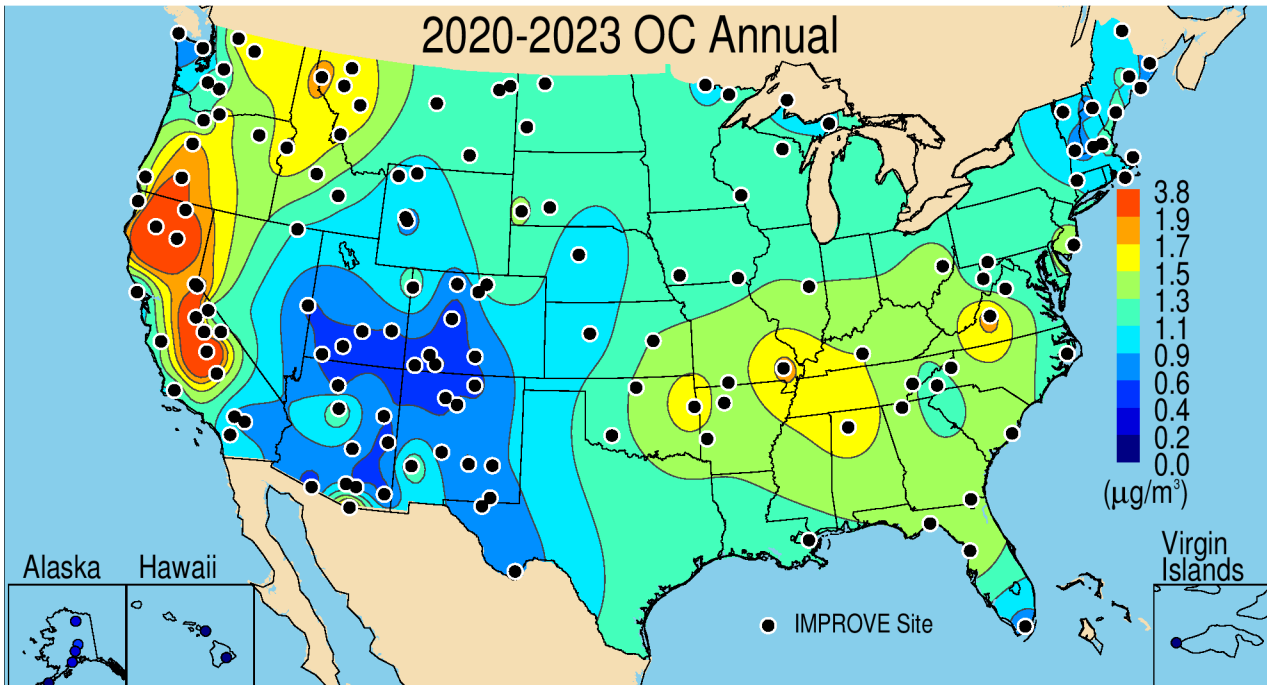 2020-2023 OC Annual
3.8
1.9
1.7
1.5
1.3
1.1
0.9
0.6
0.4
0.2
0.0
(μg/m³)
Alaska
Hawaii
Virgin
Islands
IMPROVE Site